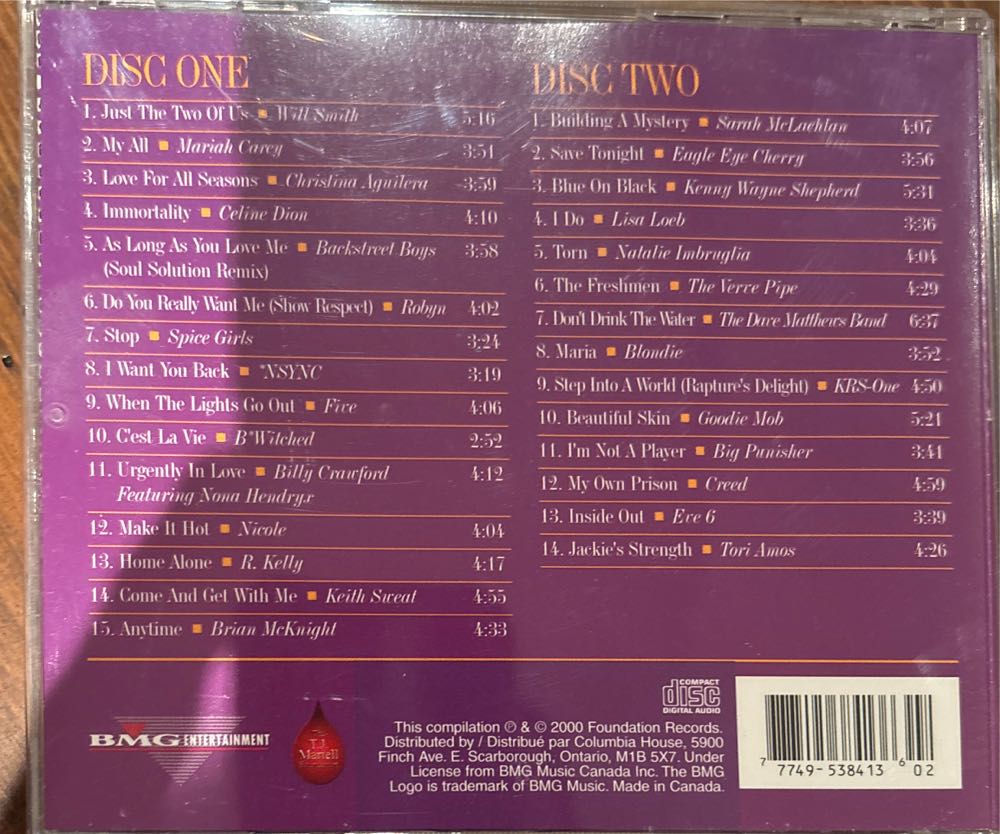 DISC ONE
1. Just The Two Of Us ■ Will Smith 5:16
2. My All ■ Mariah Carey 3:51
3. Love For All Seasons ■ Christina Aguilera 3:59
4. Immortality ■ Celine Dion 4:10
5. As Long As You Love Me ■ Backstreet Boys 3:58
(Soul Solution Remix)
6. Do You Really Want Me (Show Respect) ■ Robyn 4:02
7. Stop ■ Spice Girls 3:24
8. I Want You Back ■ *NSYNC 3:19
9. When The Lights Go Out ■ Five 4:06
10. C'est La Vie ■ B*Witched 2:52
11. Urgently In Love ■ Billy Crawford 4:12
Featuring Nona Hendryx
12. Make It Hot ■ Nicole 4:04
13. Home Alone ■ R. Kelly 4:17
14. Come And Get With Me ■ Keith Sweat 4:55
15. Anytime ■ Brian McKnight 4:33
DISC TWO
1. Building A Mystery ■ Sarah McLachlan 4:07
2. Save Tonight ■ Eagle Eye Cherry 3:56
3. Blue On Black ■ Kenny Wayne Shepherd 5:31
4. I Do ■ Lisa Loeb 3:36
5. Torn ■ Natalie Imbruglia 4:04
6. The Freshmen ■ The Verve Pipe 4:29
7. Don't Drink The Water ■ The Dave Matthews Band 6:37
8. Maria ■ Blondie 3:52
9. Step Into A World (Rapture's Delight) ■ KRS-One 4:50
10. Beautiful Skin ■ Goodie Mob 5:21
11. I'm Not A Player ■ Big Punisher 3:41
12. My Own Prison ■ Creed 4:59
13. Inside Out ■ Eve 6 3:39
14. Jackie's Strength ■ Tori Amos 4:26
BMG ENTERTAINMENT
The
T.J.
Martell
COMPACT
disc
DIGITAL AUDIO
This compilation ℗ & © 2000 Foundation Records.
Distributed by / Distribué par Columbia House, 5900
Finch Ave. E. Scarborough, Ontario, M1B 5X7. Under
License from BMG Music Canada Inc. The BMG
Logo is trademark of BMG Music. Made in Canada.
7 7749-538413 6 02